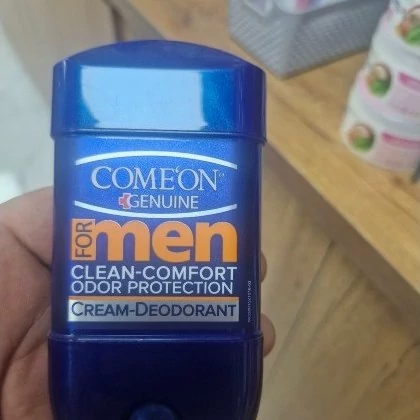 COME'ON
GENUINE
FOR men
CLEAN-COMFORT
ODOR PROTECTION
CREAM-DEODORANT